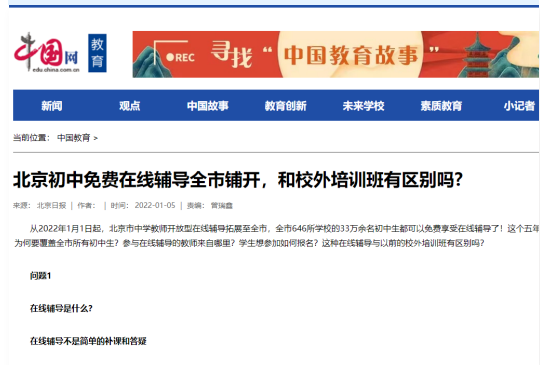 中国网
edu.china.com.cn
教育
REC 寻找“中国教育故事”
新闻 观点 中国故事 教育创新 未来学校 素质教育 小记者
当前位置： 中国教育 >
北京初中免费在线辅导全市铺开，和校外培训班有区别吗？
来源： 北京日报 | 作者： | 时间： 2022-01-05 | 责编： 曾瑞鑫
从2022年1月1日起，北京市中学教师开放型在线辅导拓展至全市，全市646所学校的33万余名初中生都可以免费享受在线辅导了！这个五年
为何要覆盖全市所有初中生？参与在线辅导的教师来自哪里？学生想参加如何报名？这种在线辅导与以前的校外培训班有区别吗？
问题1
在线辅导是什么？
在线辅导不是简单的补课和答疑